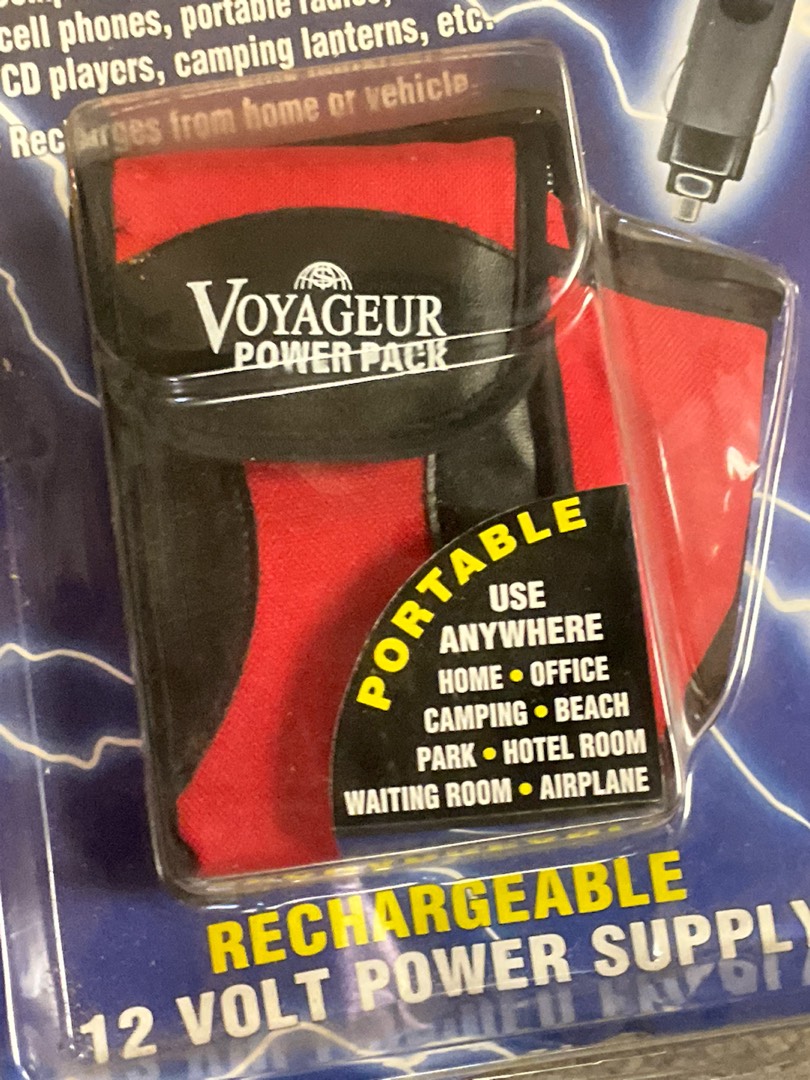 cell phones, portable radios,
CD players, camping lanterns, etc.
Recharges from home or vehicle
VOYAGEUR
POWER PACK
PORTABLE
USE
ANYWHERE
HOME • OFFICE
CAMPING • BEACH
PARK • HOTEL ROOM
WAITING ROOM • AIRPLANE
RECHARGEABLE
12 VOLT POWER SUPPLY